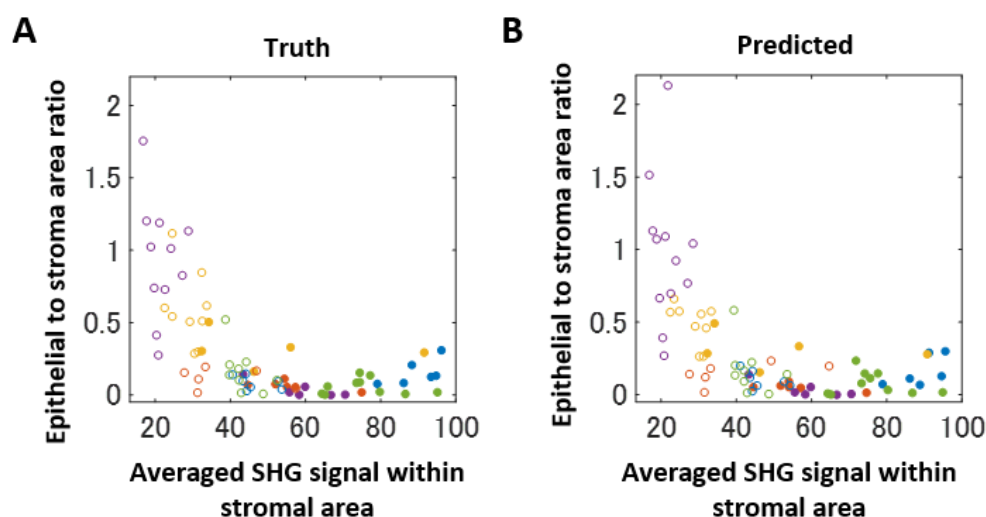 A
Truth
Epithelial to stroma area ratio
2
1.5
1
0.5
0
20 40 60 80 100
Averaged SHG signal within
stromal area
B
Predicted
Epithelial to stroma area ratio
2
1.5
1
0.5
0
20 40 60 80 100
Averaged SHG signal within
stromal area